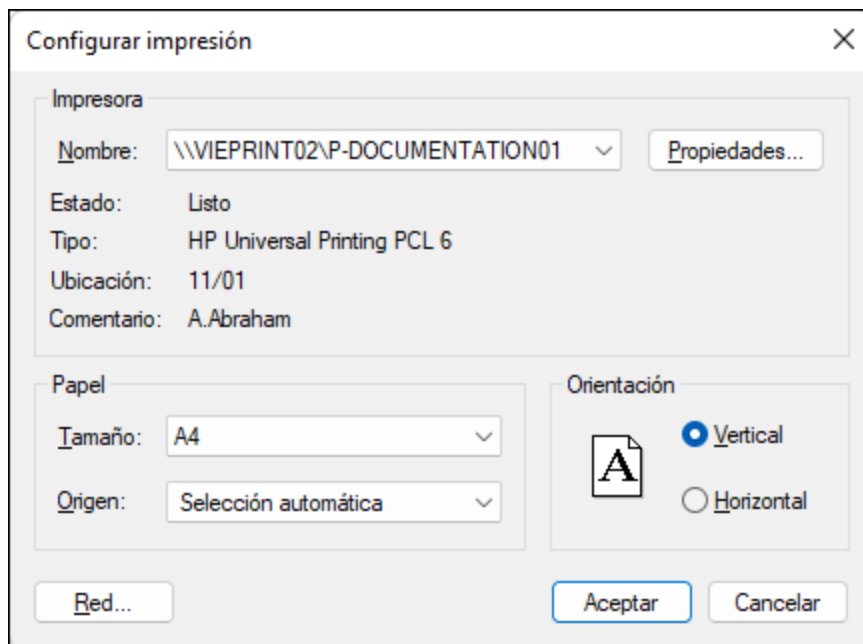 Configurar impresión
Impresora
Nombre: \\VIEPRINT02\P-DOCUMENTATION01 Propiedades...
Estado: Listo
Tipo: HP Universal Printing PCL 6
Ubicación: 11/01
Comentario: A.Abraham
Papel
Tamaño: A4
Origen: Selección automática
Orientación
A
Vertical
Horizontal
Red... Aceptar Cancelar